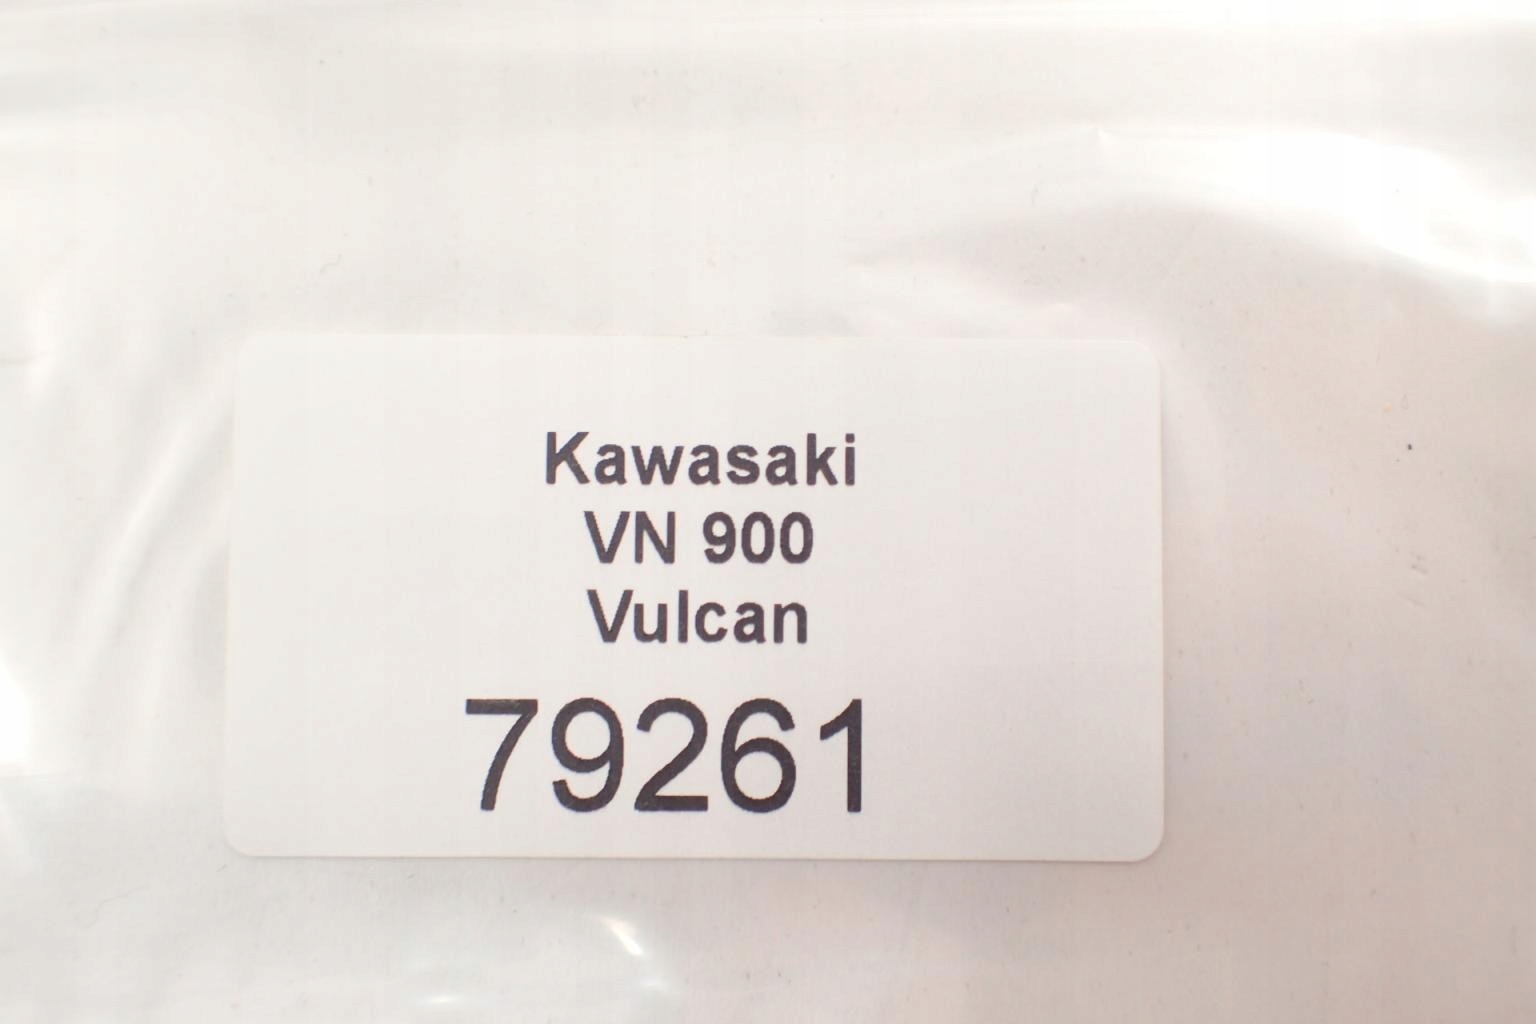 Kawasaki
VN 900
Vulcan
79261